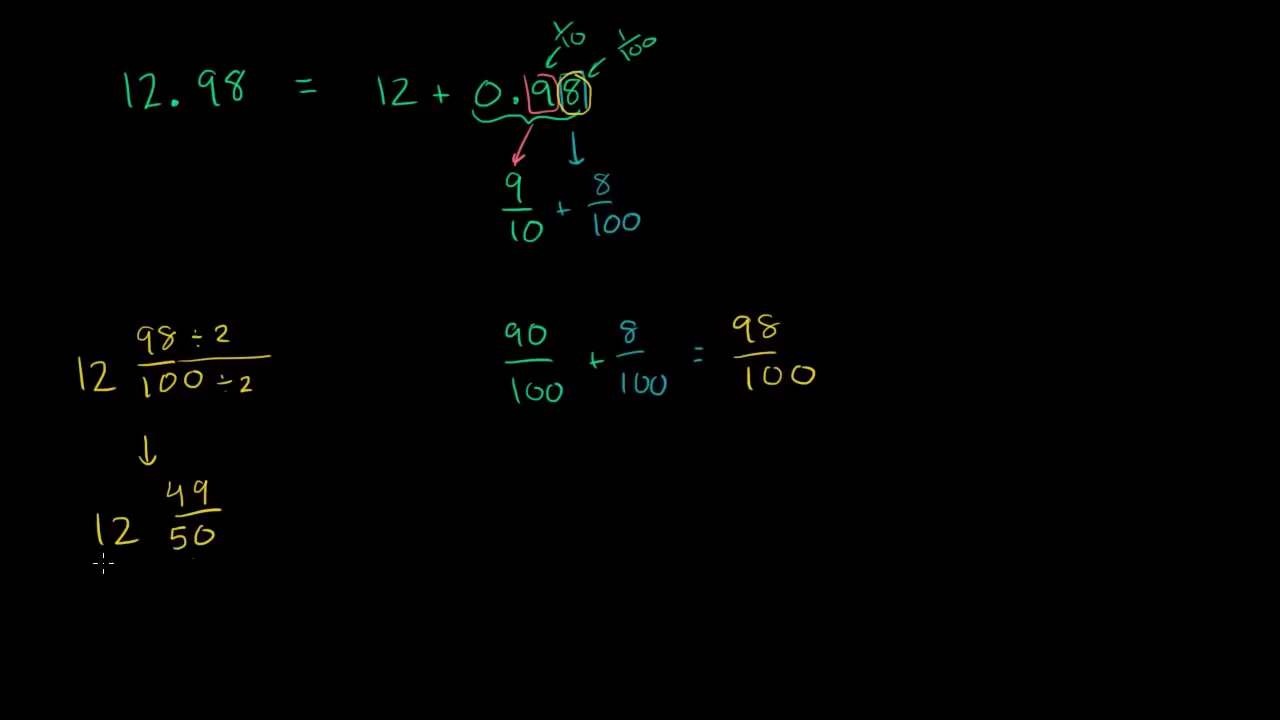 1/10 1/100
12.98 = 12 + 0.98
9/10 + 8/100
12 98÷2/100÷2
90/100 + 8/100 = 98/100
12 49/50